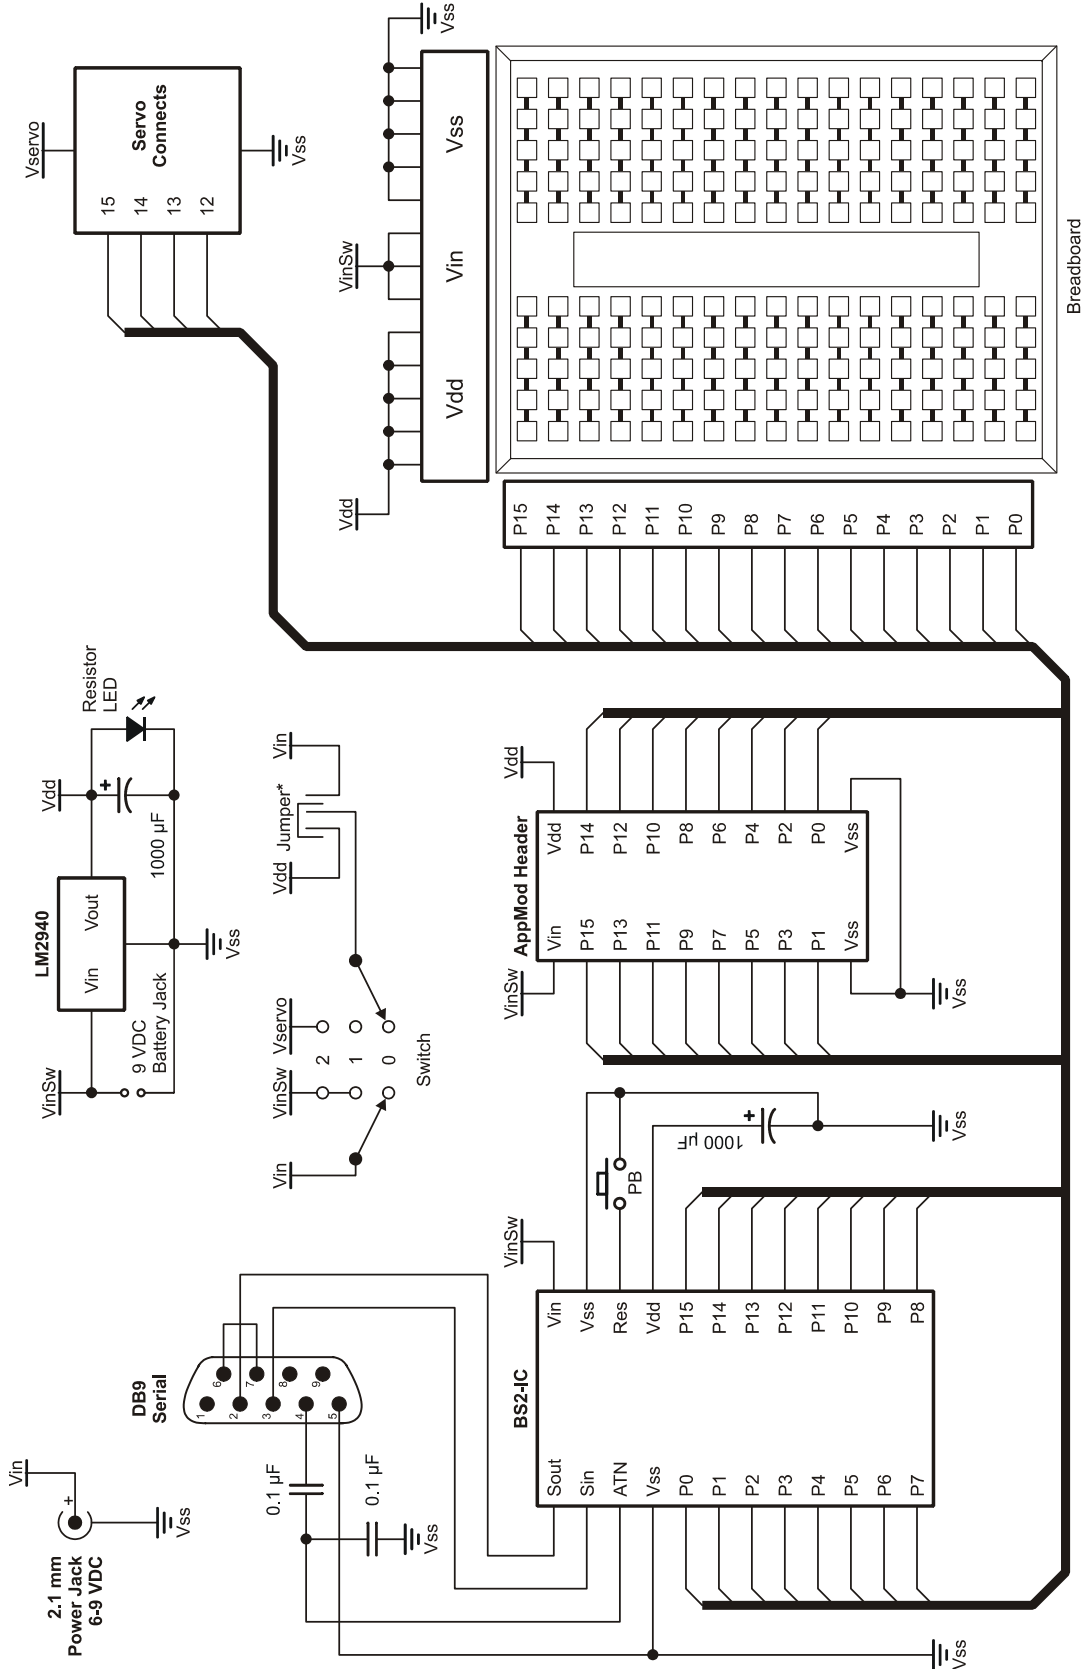 2.1 mm
Power Jack
6-9 VDC
+
Vin
Vss
DB9
Serial
1
2
3
4
5
6
7
8
9
0.1 µF
0.1 µF
Vss
VinSw
9 VDC
Battery Jack
LM2940
Vin
Vout
Vss
Vdd
+
1000 µF
Resistor
LED
Vin
VinSw
Vservo
2
1
0
Switch
Vdd
Jumper*
Vin
Vservo
Servo
Connects
15
14
13
12
Vss
Vdd
VinSw
Vss
Vdd
Vin
Vss
BS2-IC
Sout
Sin
ATN
Vss
P0
P1
P2
P3
P4
P5
P6
P7
Vin
Vss
Res
Vdd
P15
P14
P13
P12
P11
P10
P9
P8
VinSw
PB
1000 µF
+
Vss
Vss
AppMod Header
VinSw
Vin
P15
P13
P11
P9
P7
P5
P3
P1
Vss
Vdd
Vdd
P14
P12
P10
P8
P6
P4
P2
P0
Vss
Vss
P15
P14
P13
P12
P11
P10
P9
P8
P7
P6
P5
P4
P3
P2
P1
P0
Breadboard